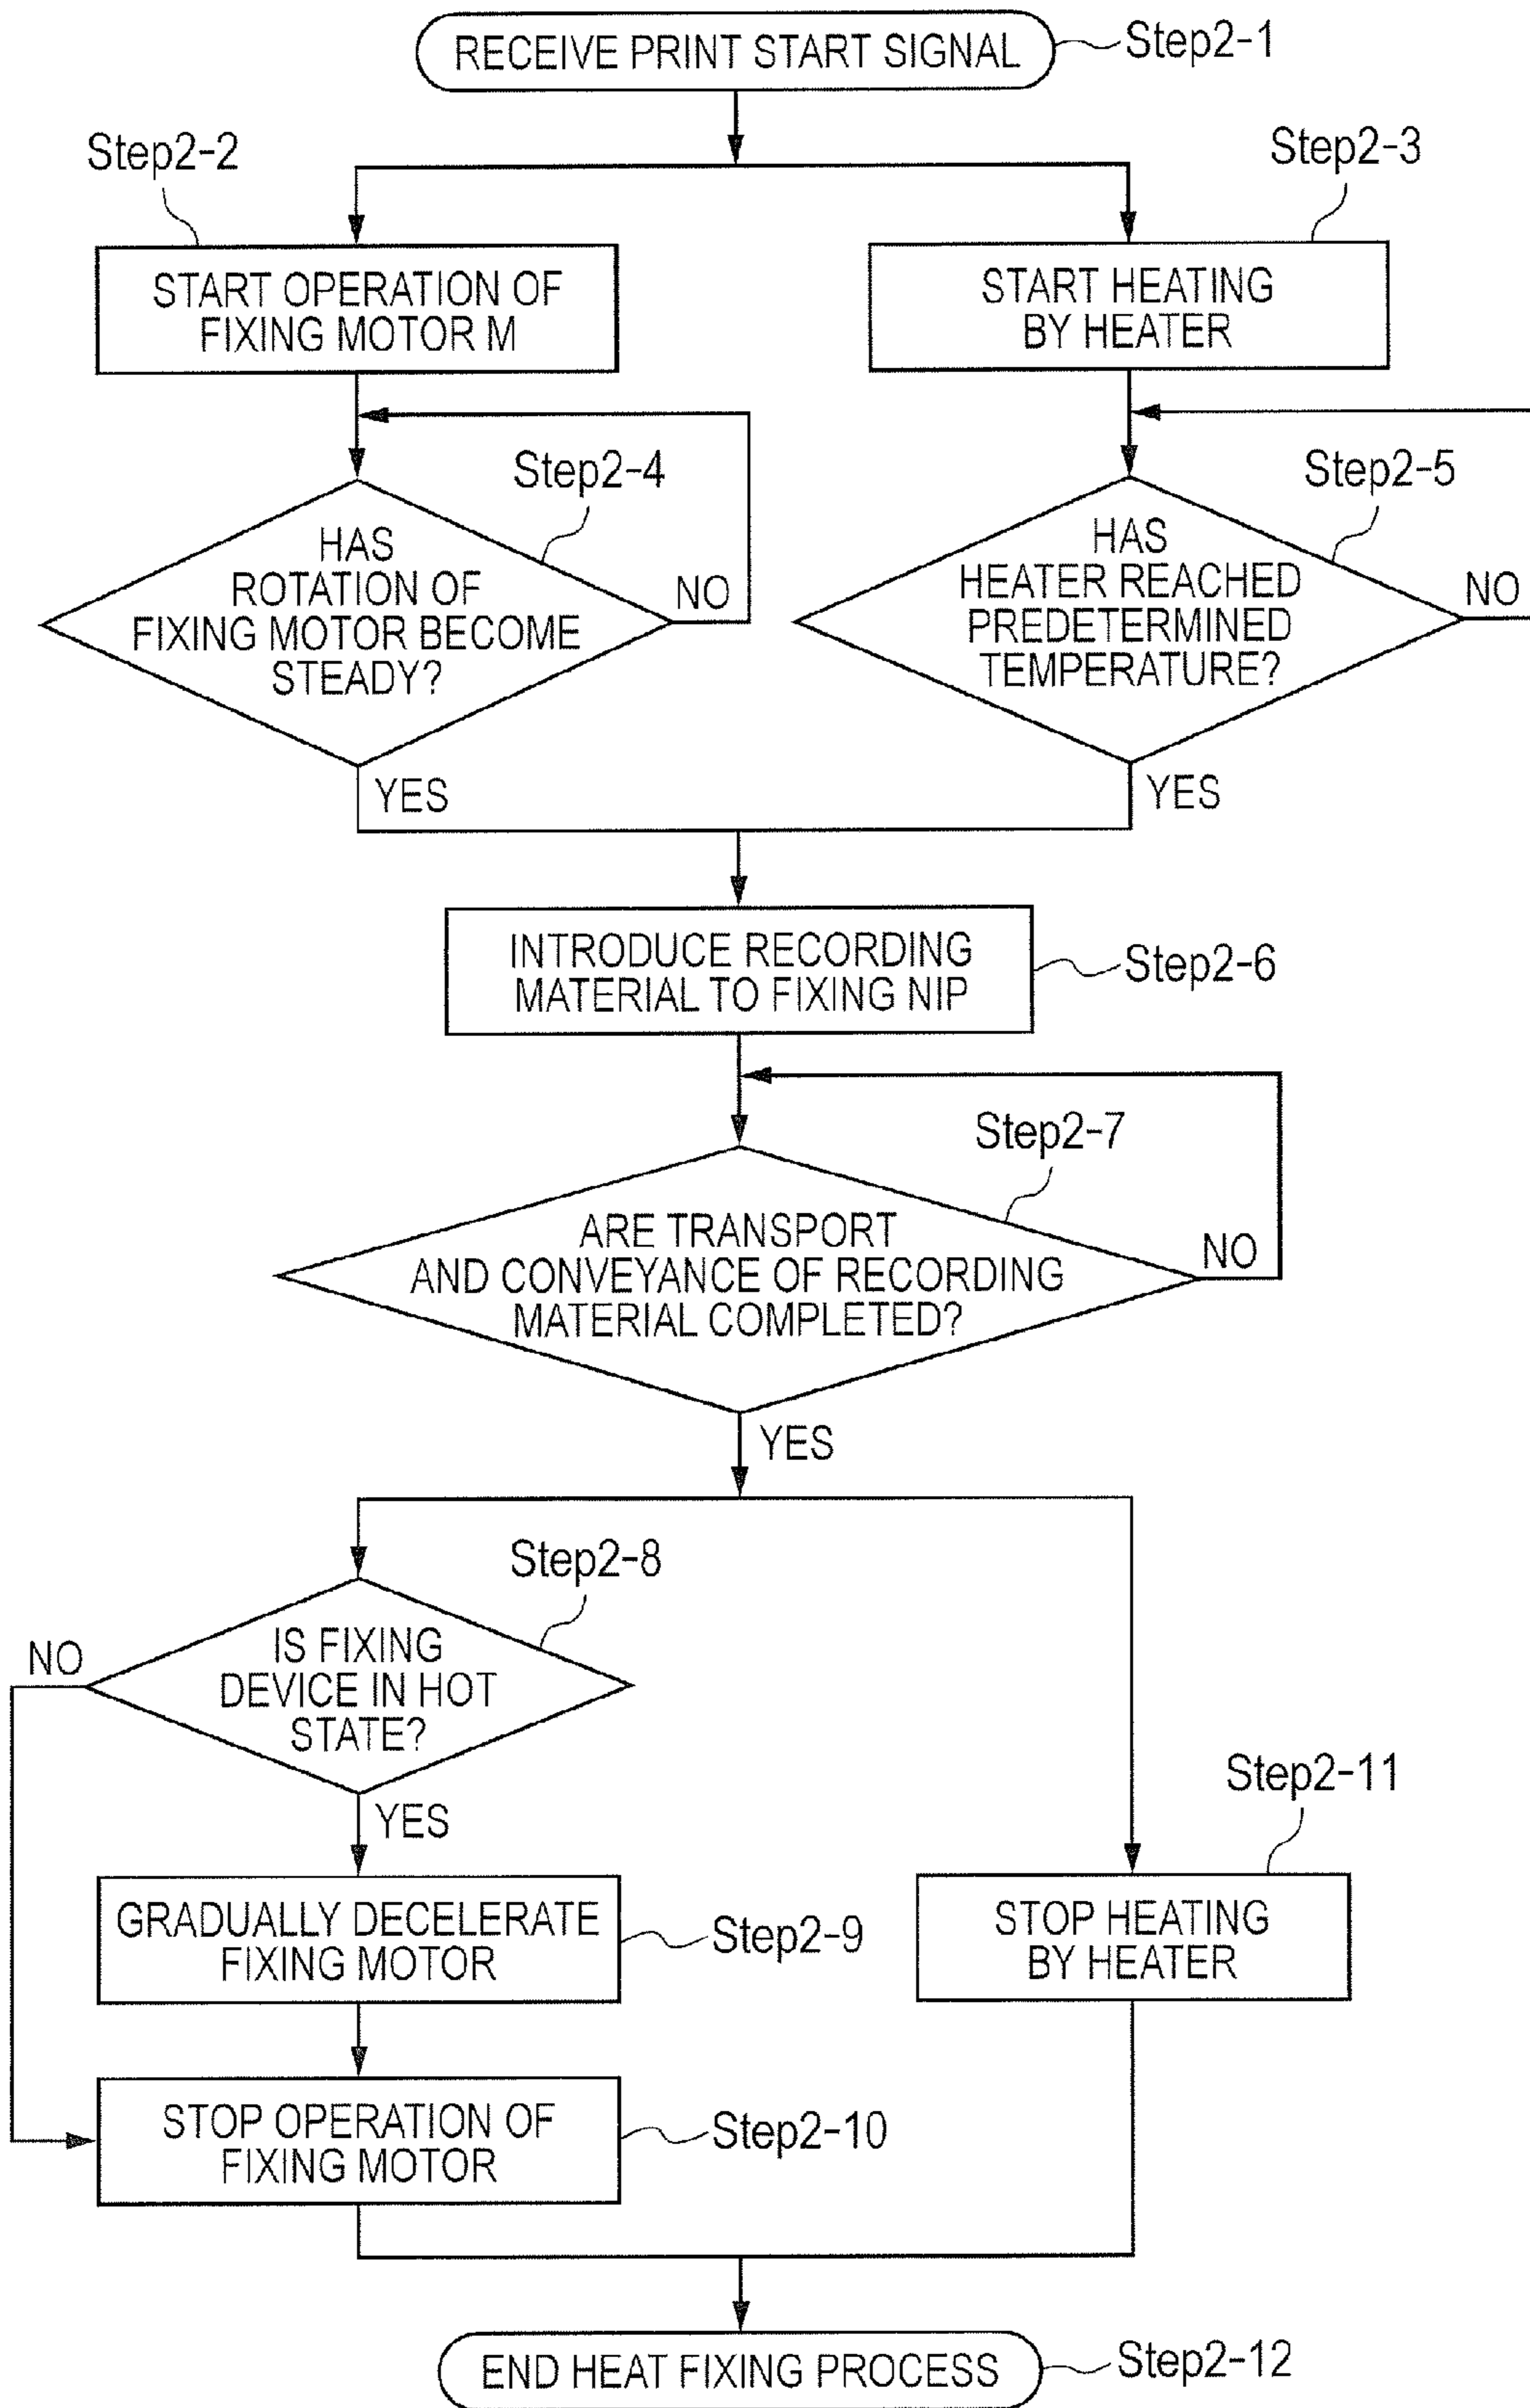 RECEIVE PRINT START SIGNAL
Step2-1
Step2-2
Step2-3
START OPERATION OF
FIXING MOTOR M
START HEATING
BY HEATER
Step2-4
Step2-5
HAS
ROTATION OF
FIXING MOTOR BECOME
STEADY?
NO
HAS
HEATER REACHED
PREDETERMINED
TEMPERATURE?
NO
YES
YES
INTRODUCE RECORDING
MATERIAL TO FIXING NIP
Step2-6
Step2-7
ARE TRANSPORT
AND CONVEYANCE OF RECORDING
MATERIAL COMPLETED?
NO
YES
Step2-8
NO
IS FIXING
DEVICE IN HOT
STATE?
YES
Step2-11
GRADUALLY DECELERATE
FIXING MOTOR
Step2-9
STOP HEATING
BY HEATER
STOP OPERATION OF
FIXING MOTOR
Step2-10
END HEAT FIXING PROCESS
Step2-12